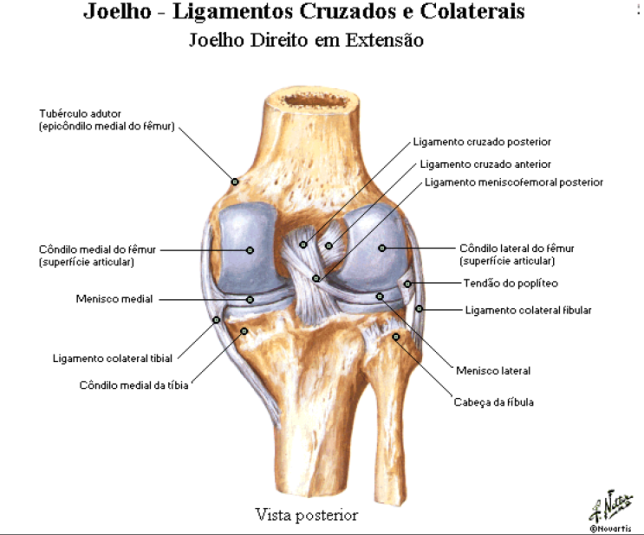 Joelho - Ligamentos Cruzados e Colaterais
Joelho Direito em Extensão
Tubérculo adutor
(epicôndilo medial do fêmur)
Ligamento cruzado posterior
Ligamento cruzado anterior
Ligamento meniscofemoral posterior
Côndilo medial do fêmur
(superfície articular)
Côndilo lateral do fêmur
(superfície articular)
Tendão do poplíteo
Menisco medial
Ligamento colateral fibular
Ligamento colateral tibial
Menisco lateral
Côndilo medial da tíbia
Cabeça da fíbula
Vista posterior
©Novartis